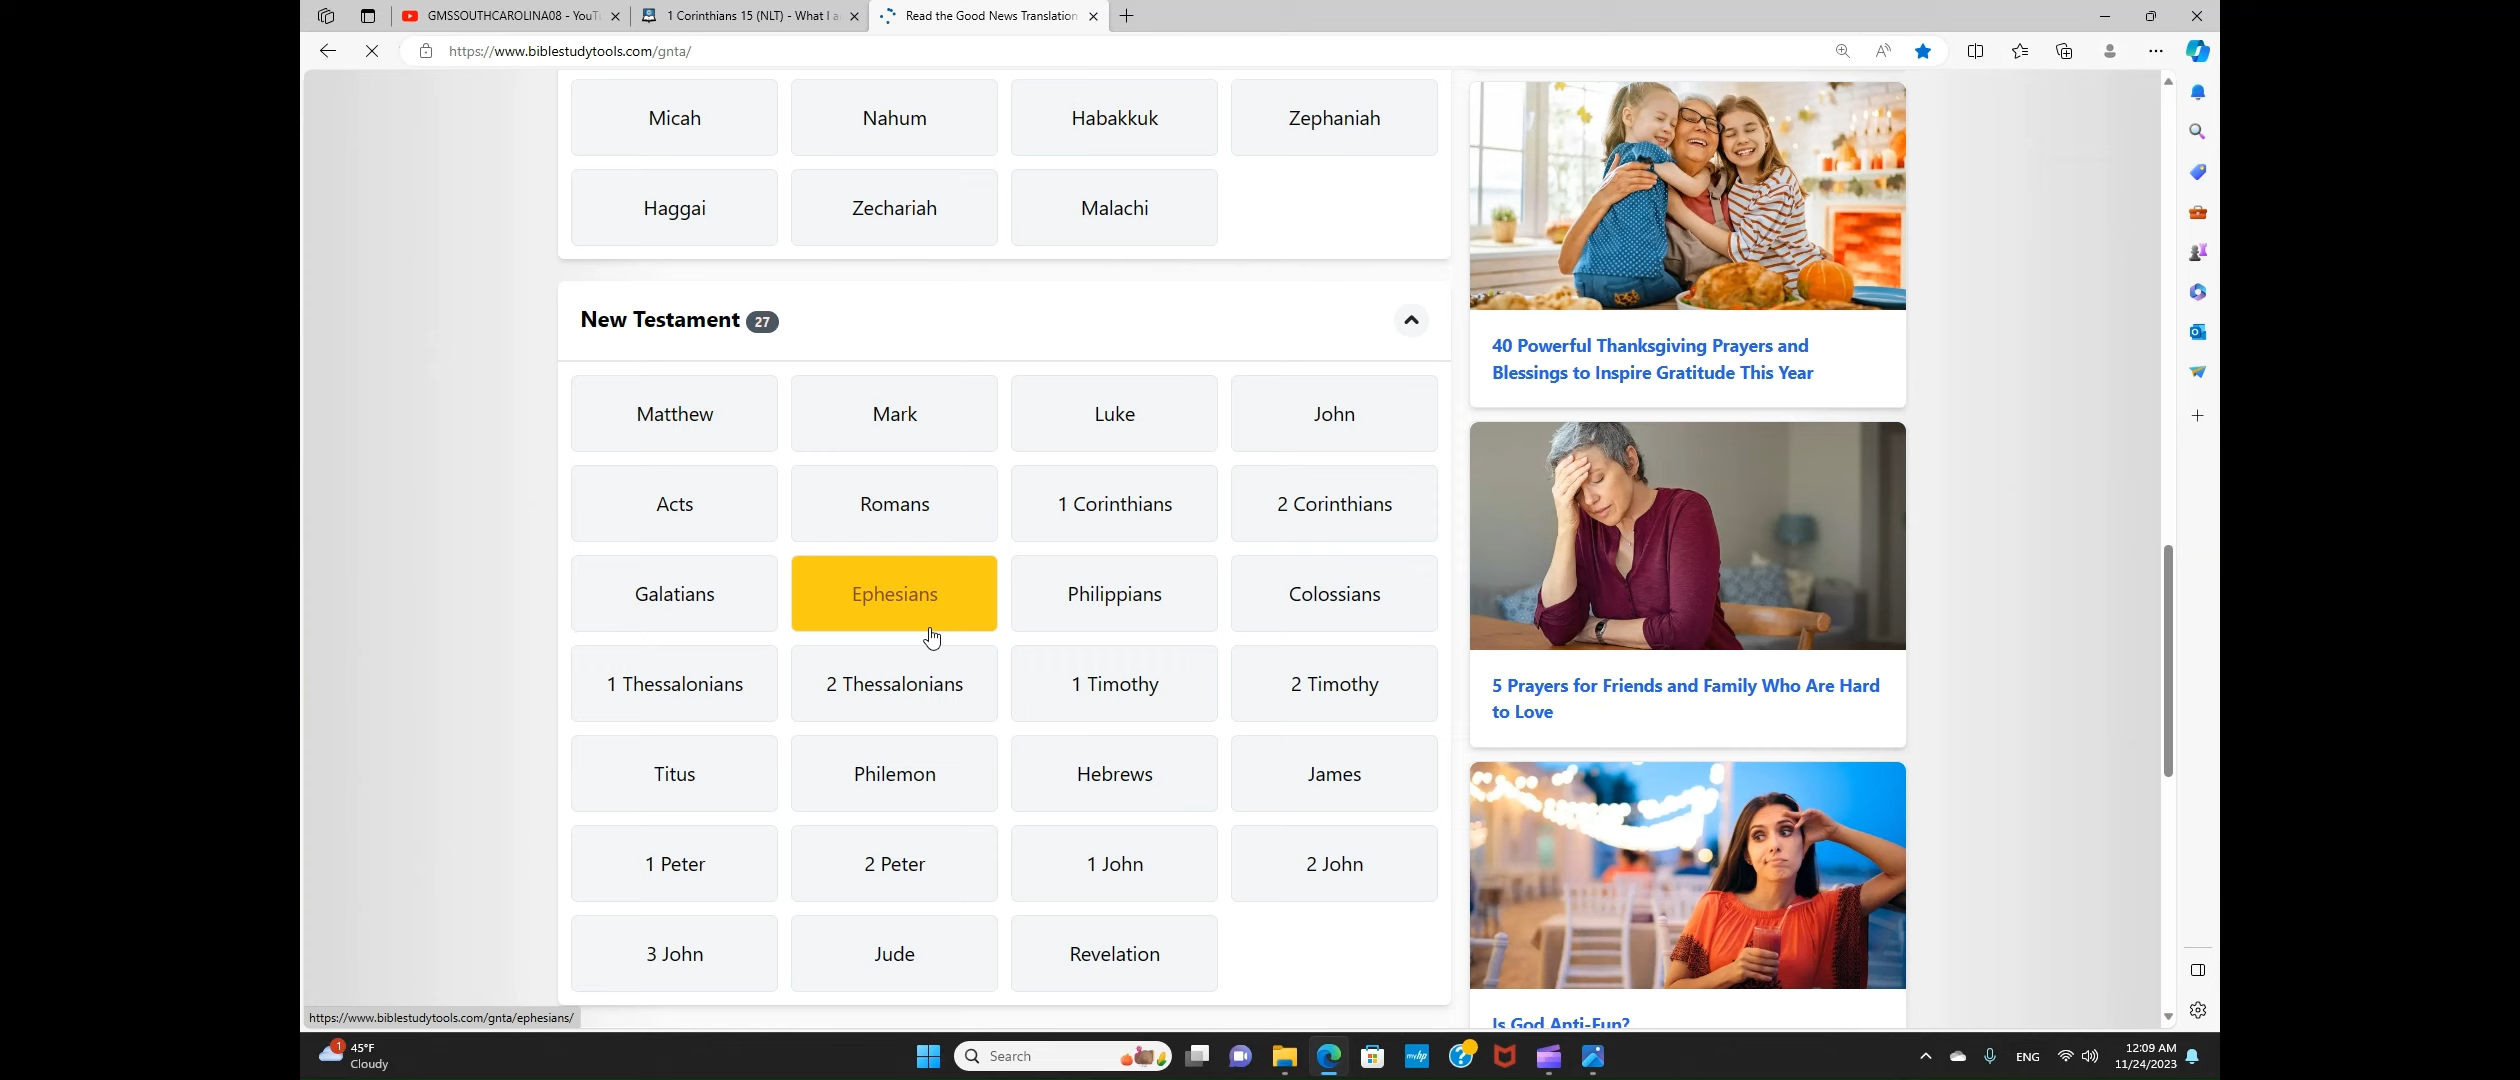 GMSSOUTHCAROLINA08 - YouT
1 Corinthians 15 (NLT) - What I a
Read the Good News Translation
https://www.biblestudytools.com/gnta/
Micah
Nahum
Habakkuk
Zephaniah
Haggai
Zechariah
Malachi
New Testament 27
Matthew
Mark
Luke
John
Acts
Romans
1 Corinthians
2 Corinthians
Galatians
Ephesians
Philippians
Colossians
1 Thessalonians
2 Thessalonians
1 Timothy
2 Timothy
Titus
Philemon
Hebrews
James
1 Peter
2 Peter
1 John
2 John
3 John
Jude
Revelation
40 Powerful Thanksgiving Prayers and
Blessings to Inspire Gratitude This Year
5 Prayers for Friends and Family Who Are Hard
to Love
Is God Anti-Fun?
https://www.biblestudytools.com/gnta/ephesians/
1
45°F
Cloudy
Search
myhp
ENG
12:09 AM
11/24/2023